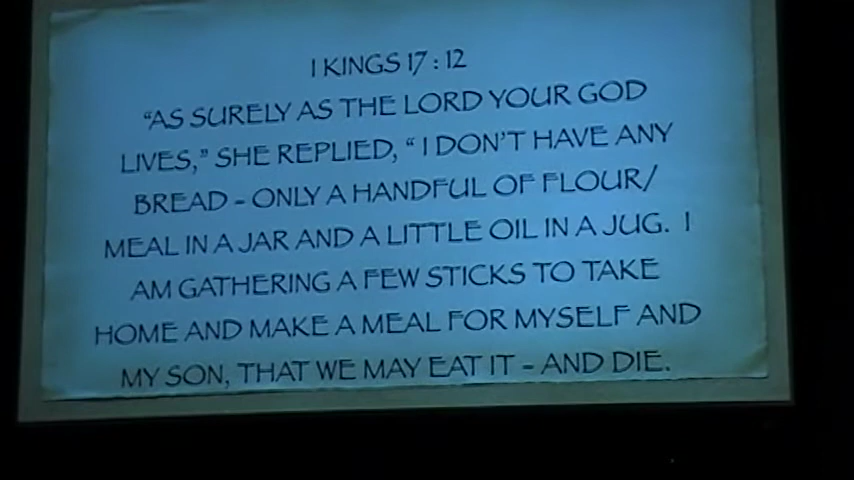 I KINGS 17 : 12
“AS SURELY AS THE LORD YOUR GOD
LIVES,” SHE REPLIED, “ I DON’T HAVE ANY
BREAD – ONLY A HANDFUL OF FLOUR/
MEAL IN A JAR AND A LITTLE OIL IN A JUG. I
AM GATHERING A FEW STICKS TO TAKE
HOME AND MAKE A MEAL FOR MYSELF AND
MY SON, THAT WE MAY EAT IT – AND DIE.